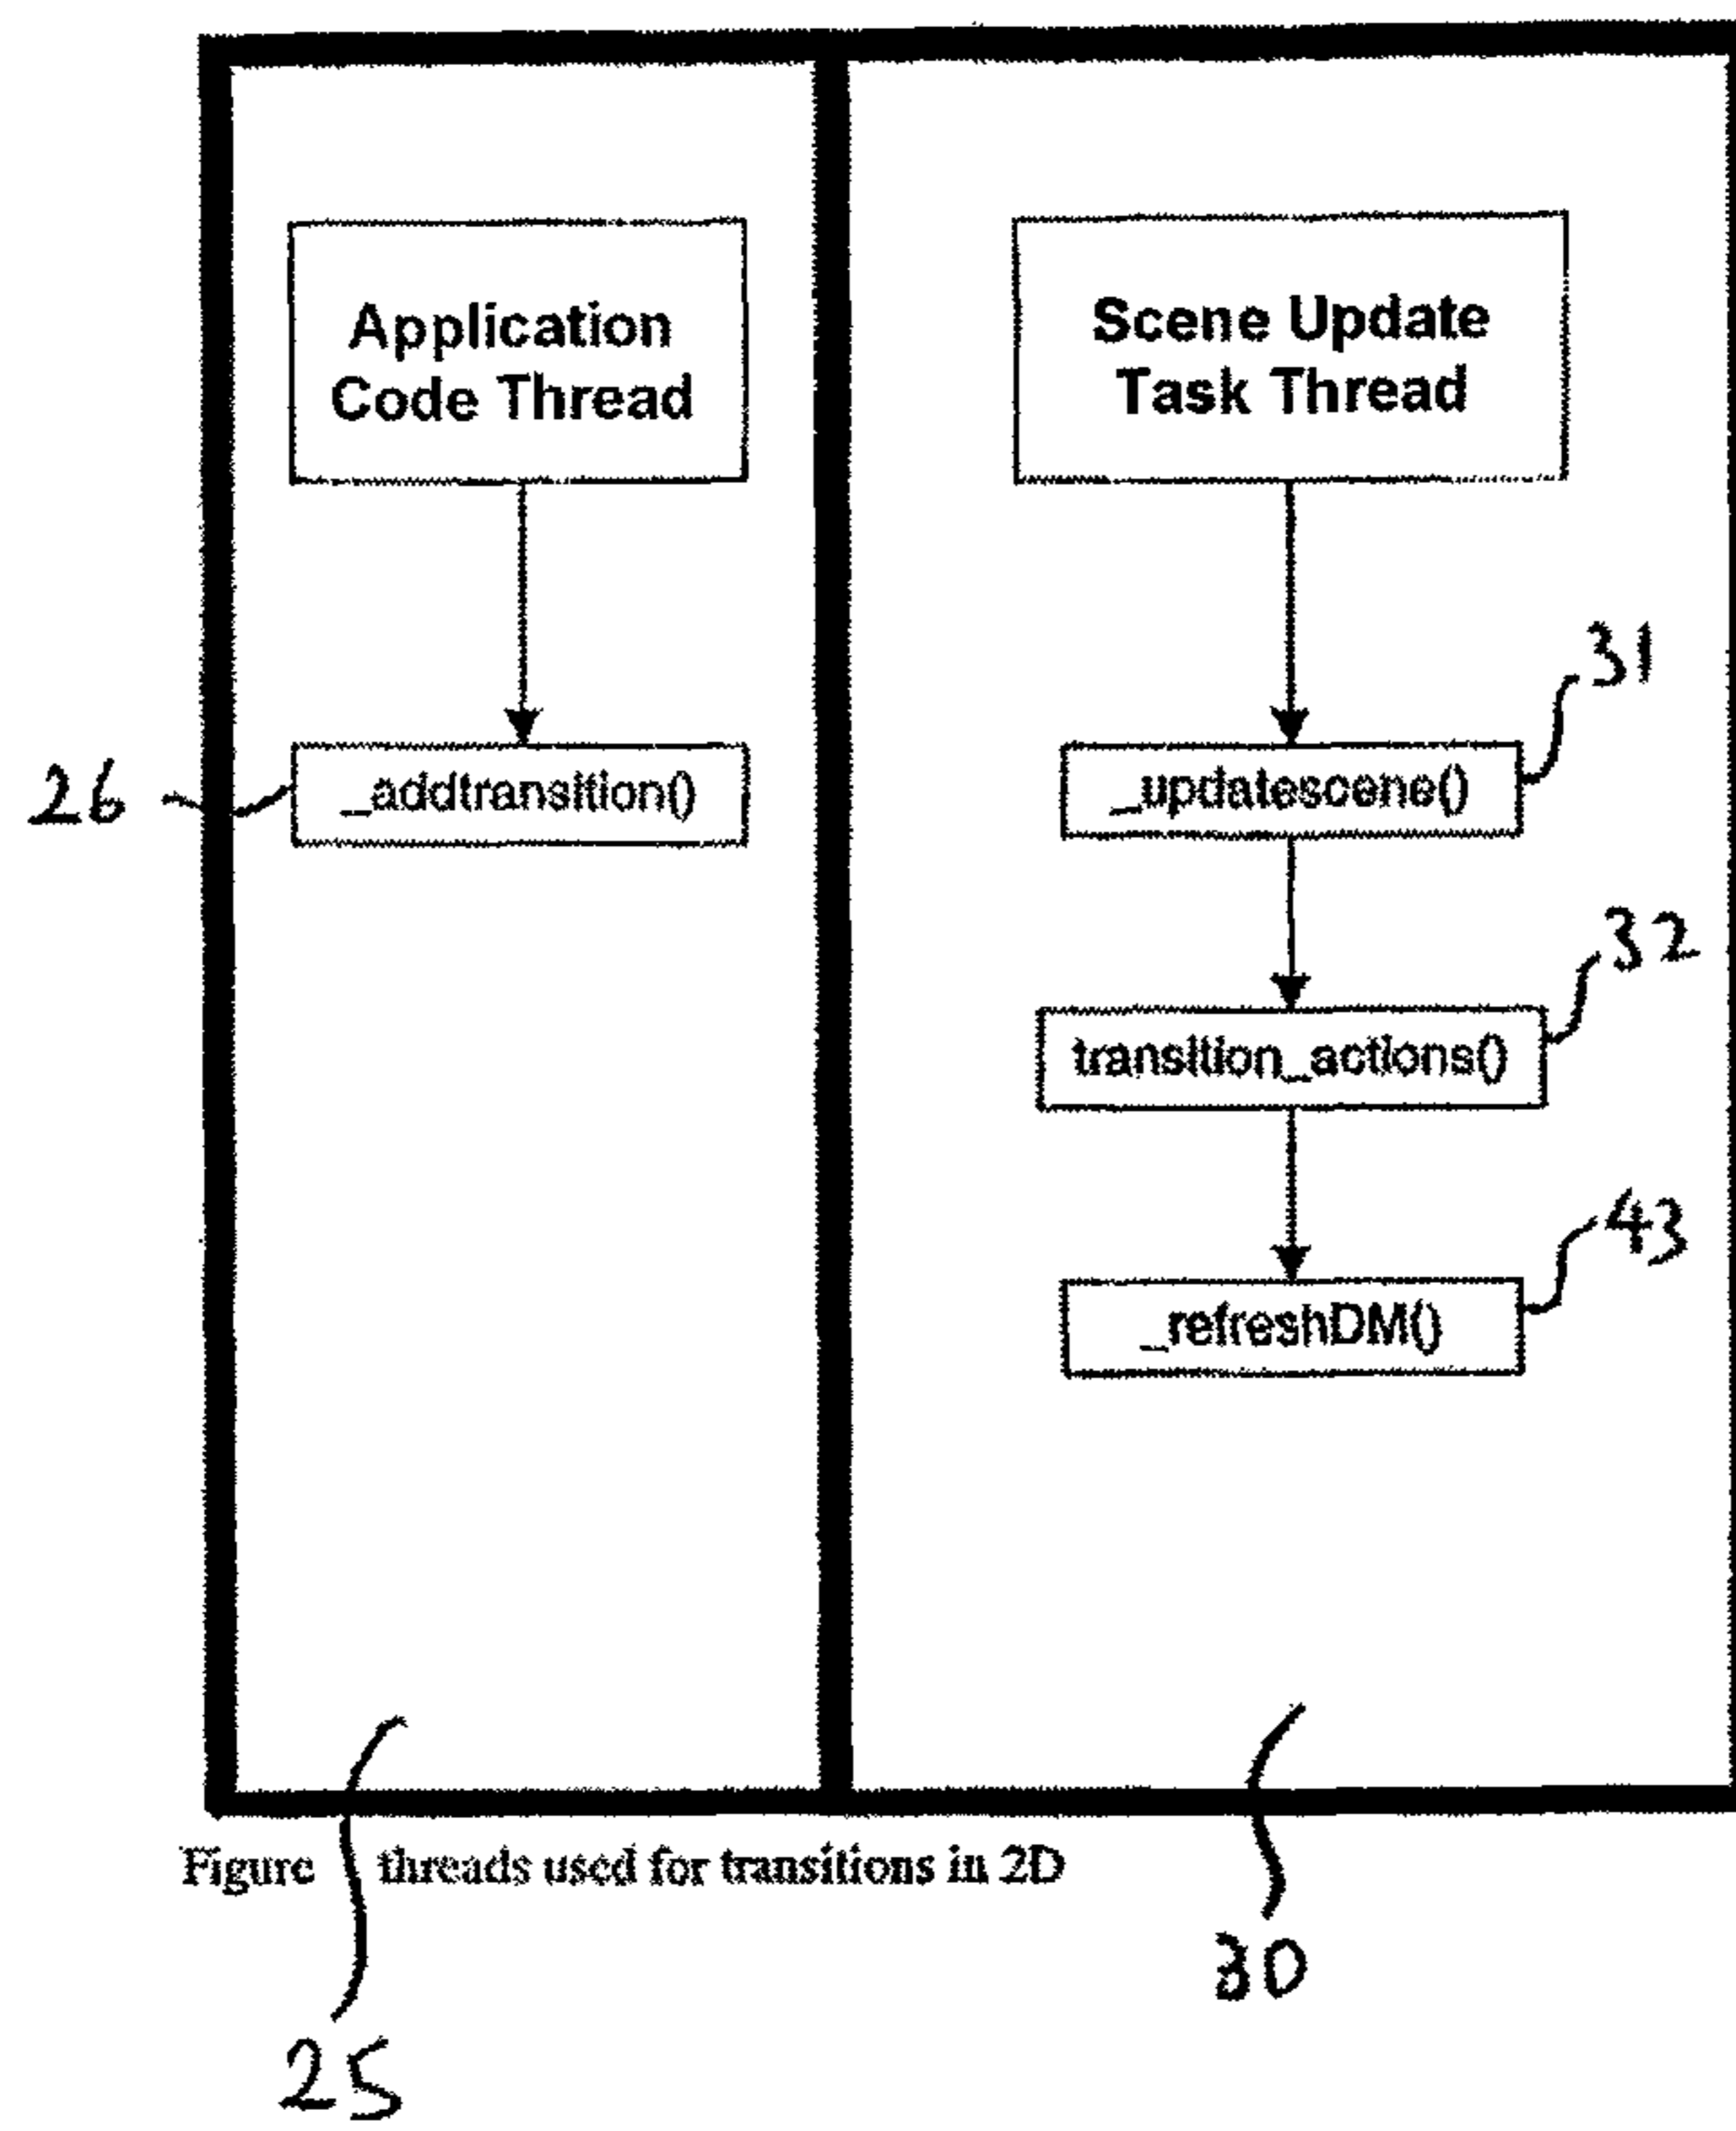 Application
Code Thread
Scene Update
Task Thread
31
26
_addtransition()
_updatescene()
32
transition_actions()
43
_refreshDM()
Figure threads used for transitions in 2D
30
25